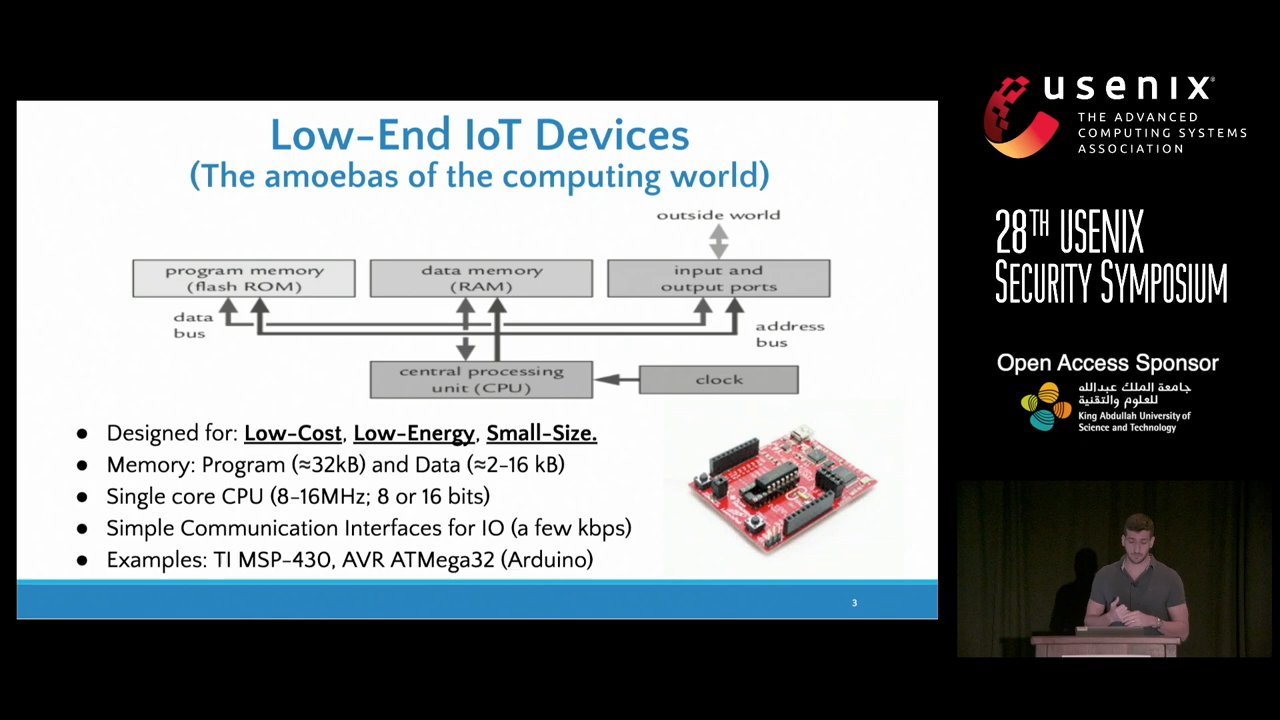 Low-End IoT Devices
(The amoebas of the computing world)
outside world
program memory
(flash ROM)
data memory
(RAM)
input and
output ports
data
bus
address
bus
central processing
unit (CPU)
clock
● Designed for: Low-Cost, Low-Energy, Small-Size.
● Memory: Program (≈32kB) and Data (≈2-16 kB)
● Single core CPU (8-16MHz; 8 or 16 bits)
● Simple Communication Interfaces for IO (a few kbps)
● Examples: TI MSP-430, AVR ATMega32 (Arduino)
3
usenix®
THE ADVANCED
COMPUTING SYSTEMS
ASSOCIATION
28TH USENIX
SECURITY SYMPOSIUM
Open Access Sponsor
جامعة الملك عبدالله
للعلوم والتقنية
King Abdullah University of
Science and Technology